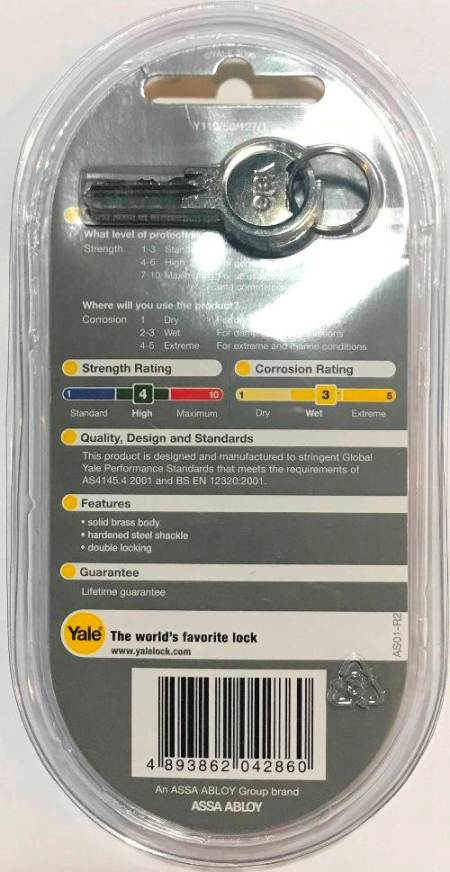 Y110/50/127/1
Yale
What level of protection
Strength 1-3
4-6 High
7-10
and commercial
Where will you use the product?
Corrosion 1 Dry
2-3 Wet For damp
4-5 Extreme For extreme and marine conditions
Strength Rating
1 4 10
Standard High Maximum
Corrosion Rating
1 3 5
Dry Wet Extreme
Quality, Design and Standards
This product is designed and manufactured to stringent Global
Yale Performance Standards that meets the requirements of
AS4145.4 2001 and BS EN 12320:2001.
Features
• solid brass body
• hardened steel shackle
• double locking
Guarantee
Lifetime guarantee
Yale The world's favorite lock
www.yalelock.com
AS01-R2
4 893862 042860
An ASSA ABLOY Group brand
ASSA ABLOY